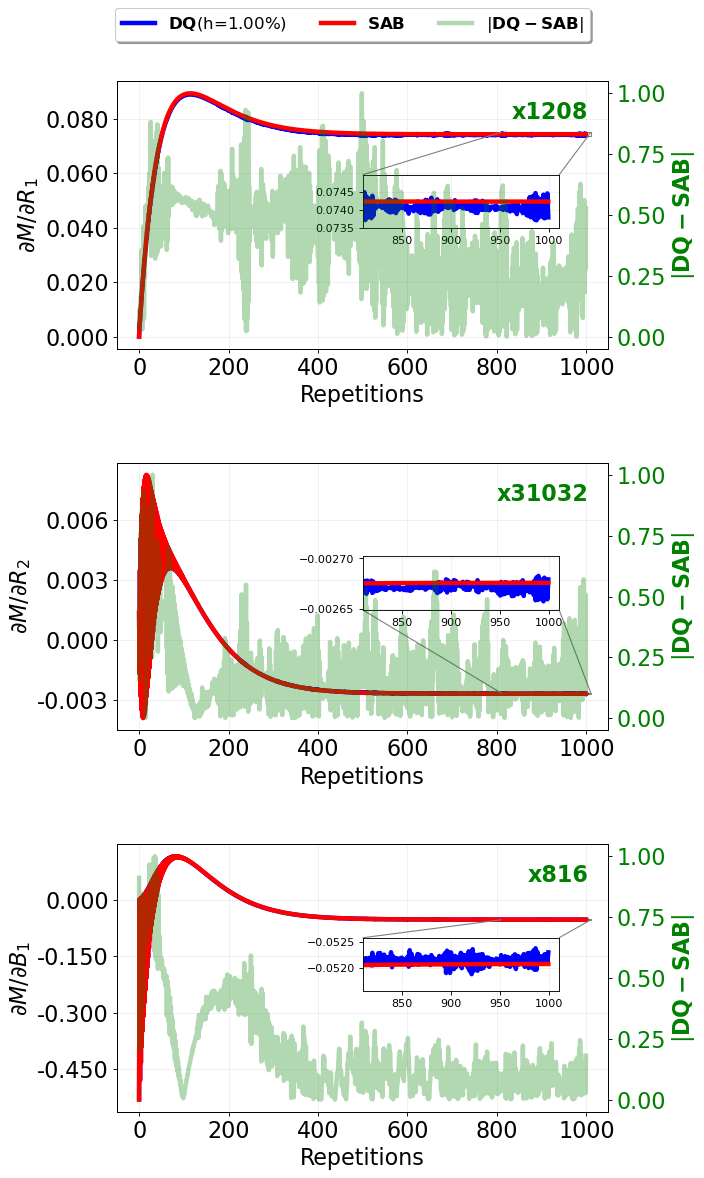 DQ(h=1.00%) SAB |DQ − SAB|
x1208
0.080
0.060
0.040
0.020
0.000
1.00
0.75
0.50
0.25
0.00
∂M/∂R₁
|DQ − SAB|
0.0745
0.0740
0.0735
850 900 950 1000
0 200 400 600 800 1000
Repetitions
x31032
0.006
0.003
0.000
-0.003
1.00
0.75
0.50
0.25
0.00
∂M/∂R₂
|DQ − SAB|
−0.00270
−0.00265
850 900 950 1000
0 200 400 600 800 1000
Repetitions
x816
0.000
-0.150
-0.300
-0.450
1.00
0.75
0.50
0.25
0.00
∂M/∂B₁
|DQ − SAB|
−0.0525
−0.0520
850 900 950 1000
0 200 400 600 800 1000
Repetitions